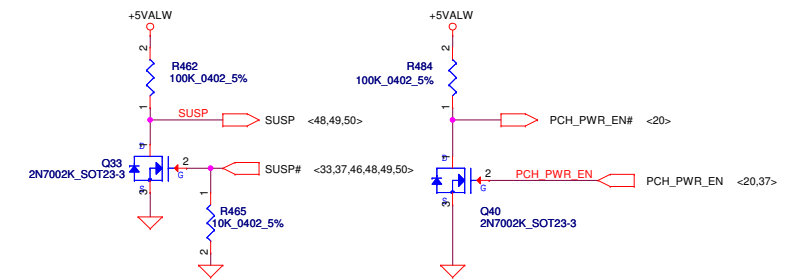 +5VALW
2
R462
100K_0402_5%
1
SUSP
SUSP <48,49,50>
Q33
2N7002K_SOT23-3
1
D
2
G
S
3
SUSP# <33,37,46,48,49,50>
1
R465
10K_0402_5%
2
+5VALW
2
R484
100K_0402_5%
1
PCH_PWR_EN# <20>
1
D
2
G
S
3
PCH_PWR_EN
PCH_PWR_EN <20,37>
Q40
2N7002K_SOT23-3